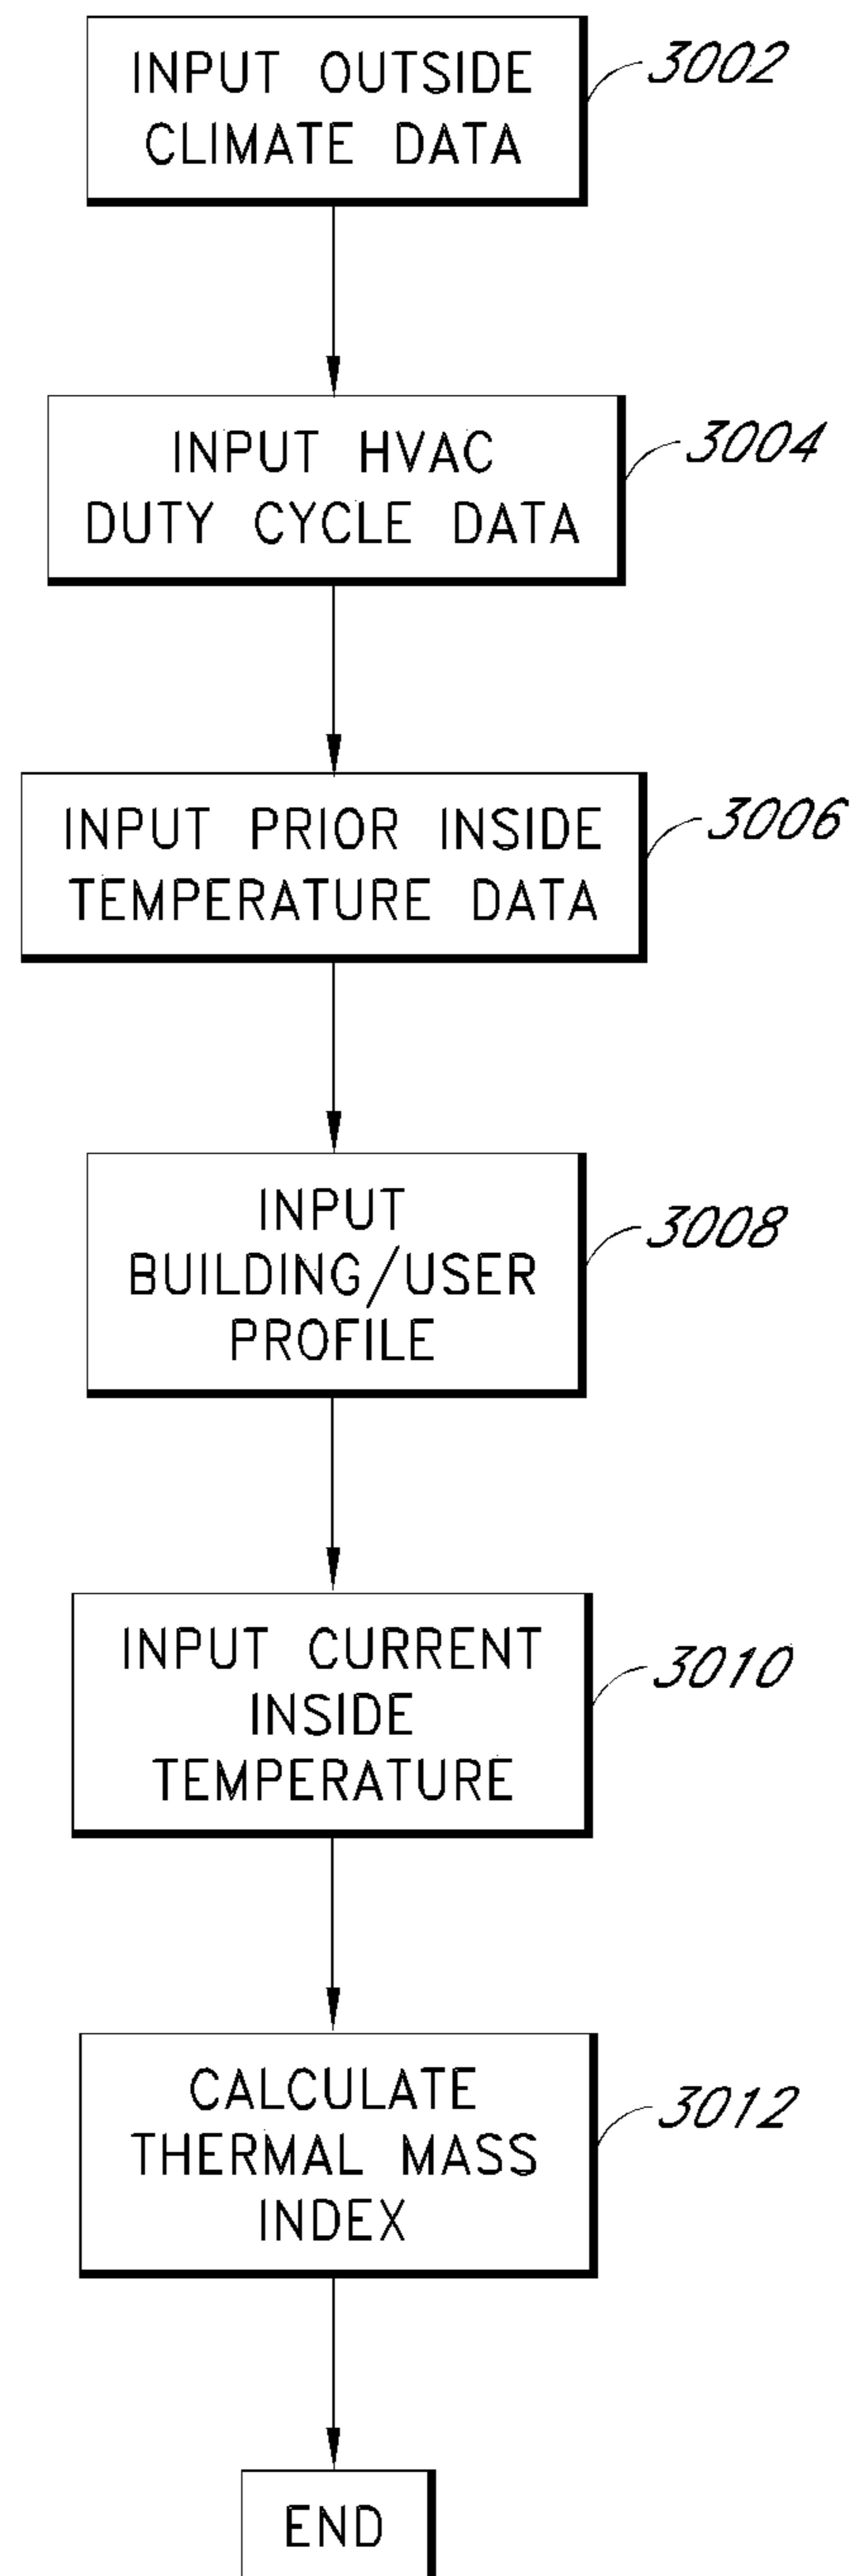 INPUT OUTSIDE
CLIMATE DATA
3002
INPUT HVAC
DUTY CYCLE DATA
3004
INPUT PRIOR INSIDE
TEMPERATURE DATA
3006
INPUT
BUILDING/USER
PROFILE
3008
INPUT CURRENT
INSIDE
TEMPERATURE
3010
CALCULATE
THERMAL MASS
INDEX
3012
END